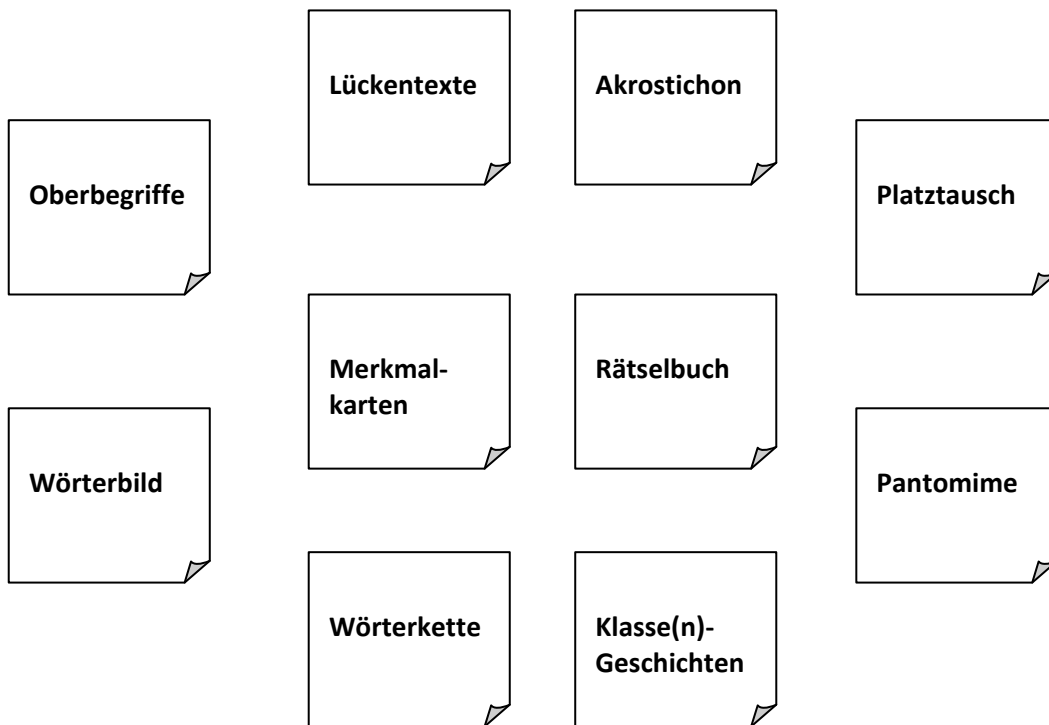 Lückentexte
Akrostichon
Oberbegriffe
Platztausch
Merkmal-
karten
Rätselbuch
Wörterbild
Pantomime
Wörterkette
Klasse(n)-
Geschichten